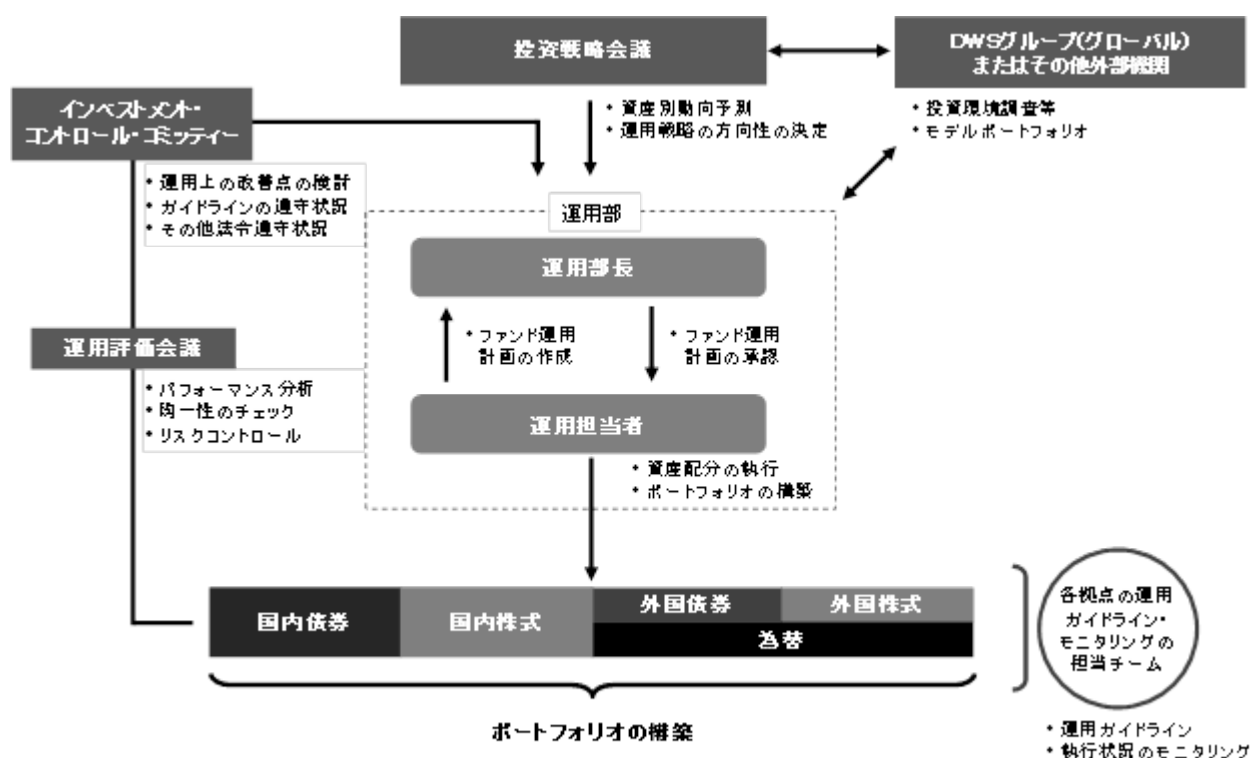 投資戦略会議
DWSグループ(グローバル)
またはその他外部機関
・資産別動向予測
・運用戦略の方向性の決定
・投資環境調査等
・モデルポートフォリオ
インベストメント・
コントロール・コミッティー
・運用上の改善点の検討
・ガイドラインの遵守状況
・その他法令遵守状況
運用部
運用部長
・ファンド運用
計画の作成
・ファンド運用
計画の承認
運用評価会議
・パフォーマンス分析
・均一性のチェック
・リスクコントロール
運用担当者
・資産配分の執行
・ポートフォリオの構築
国内債券
国内株式
外国債券
外国株式
為替
各拠点の運用
ガイドライン・
モニタリングの
担当チーム
ポートフォリオの構築
・運用ガイドライン
・執行状況のモニタリング